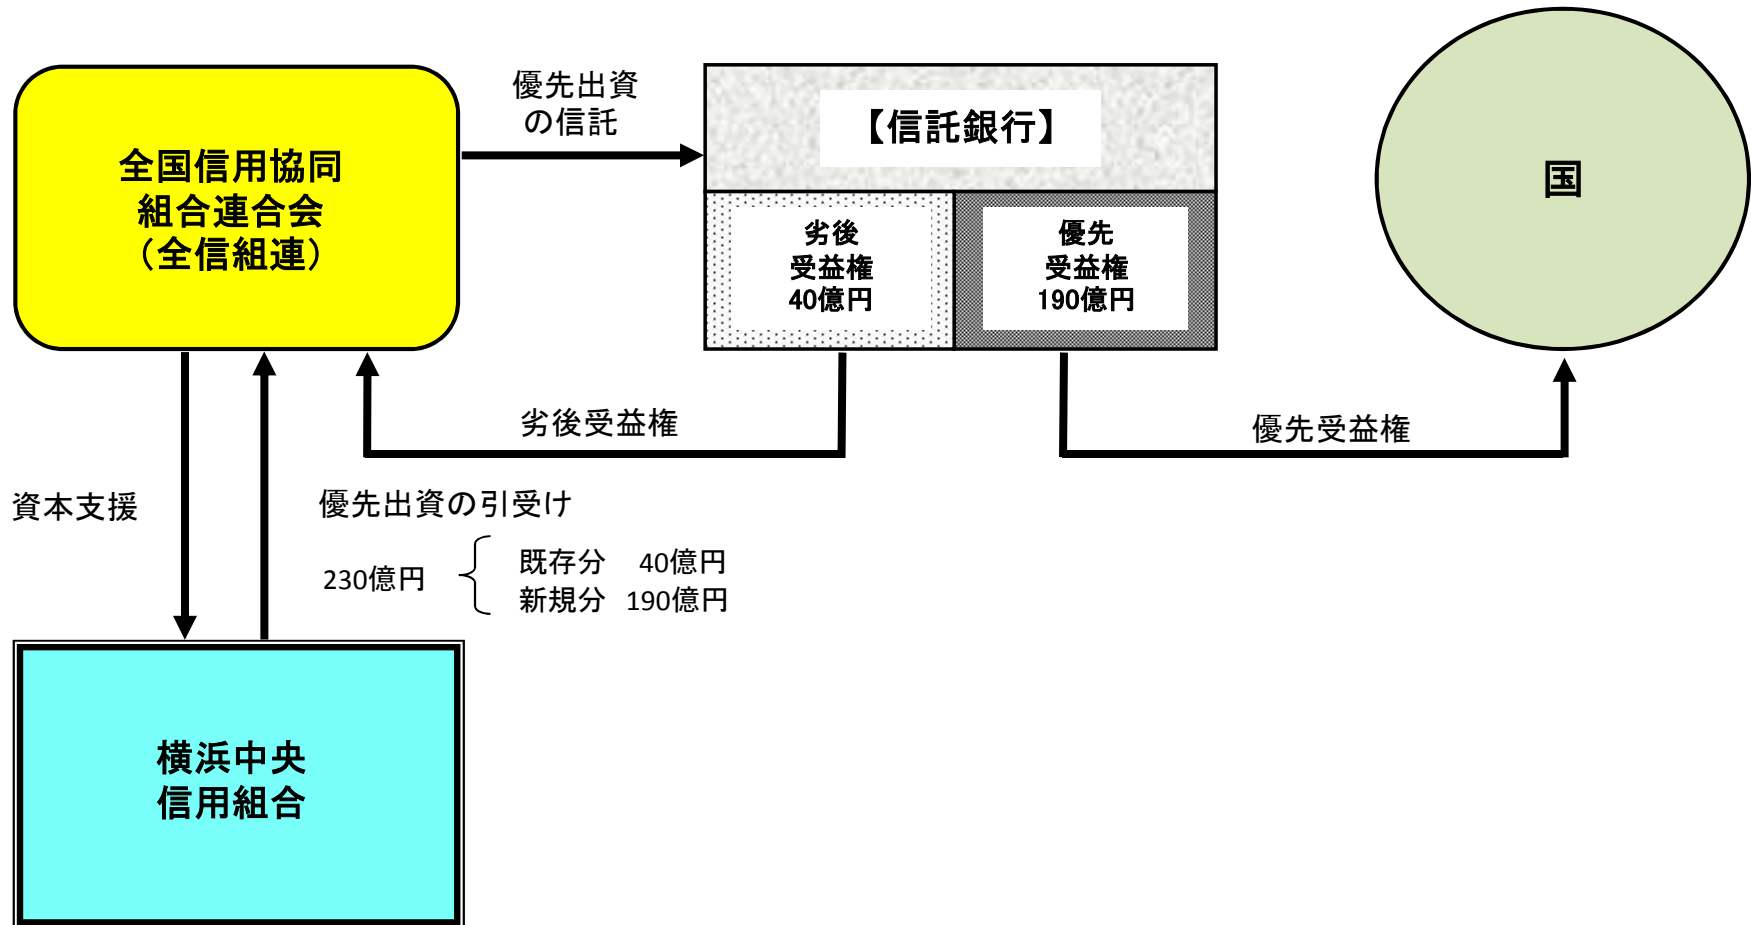 全国信用協同
組合連合会
（全信組連）
優先出資
の信託
【信託銀行】
劣後
受益権
40億円
優先
受益権
190億円
国
劣後受益権
優先受益権
資本支援
優先出資の引受け
230億円
既存分 40億円
新規分 190億円
横浜中央
信用組合